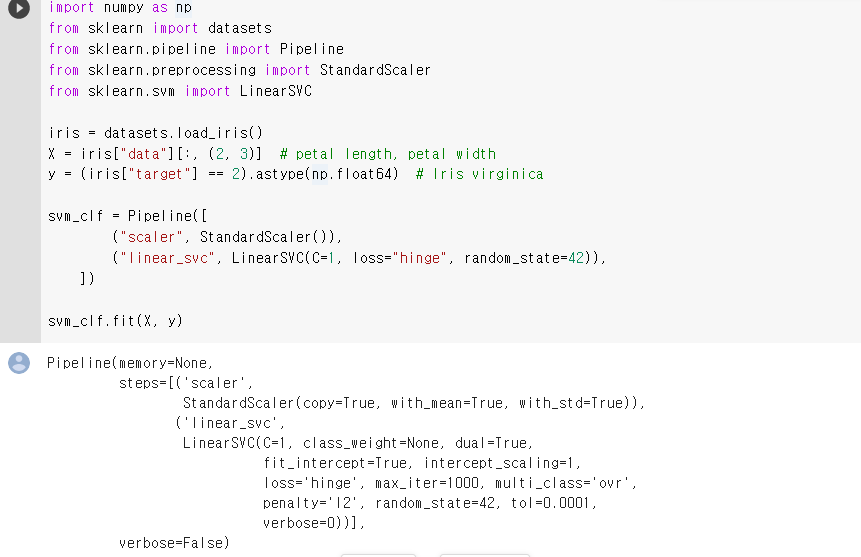 import numpy as np
from sklearn import datasets
from sklearn.pipeline import Pipeline
from sklearn.preprocessing import StandardScaler
from sklearn.svm import LinearSVC

iris = datasets.load_iris()
X = iris["data"][:, (2, 3)]  # petal length, petal width
y = (iris["target"] == 2).astype(np.float64)  # Iris virginica

svm_clf = Pipeline([
        ("scaler", StandardScaler()),
        ("linear_svc", LinearSVC(C=1, loss="hinge", random_state=42)),
    ])

svm_clf.fit(X, y)

Pipeline(memory=None,
         steps=[('scaler',
                 StandardScaler(copy=True, with_mean=True, with_std=True)),
                ('linear_svc',
                 LinearSVC(C=1, class_weight=None, dual=True,
                           fit_intercept=True, intercept_scaling=1,
                           loss='hinge', max_iter=1000, multi_class='ovr',
                           penalty='l2', random_state=42, tol=0.0001,
                           verbose=0))],
         verbose=False)